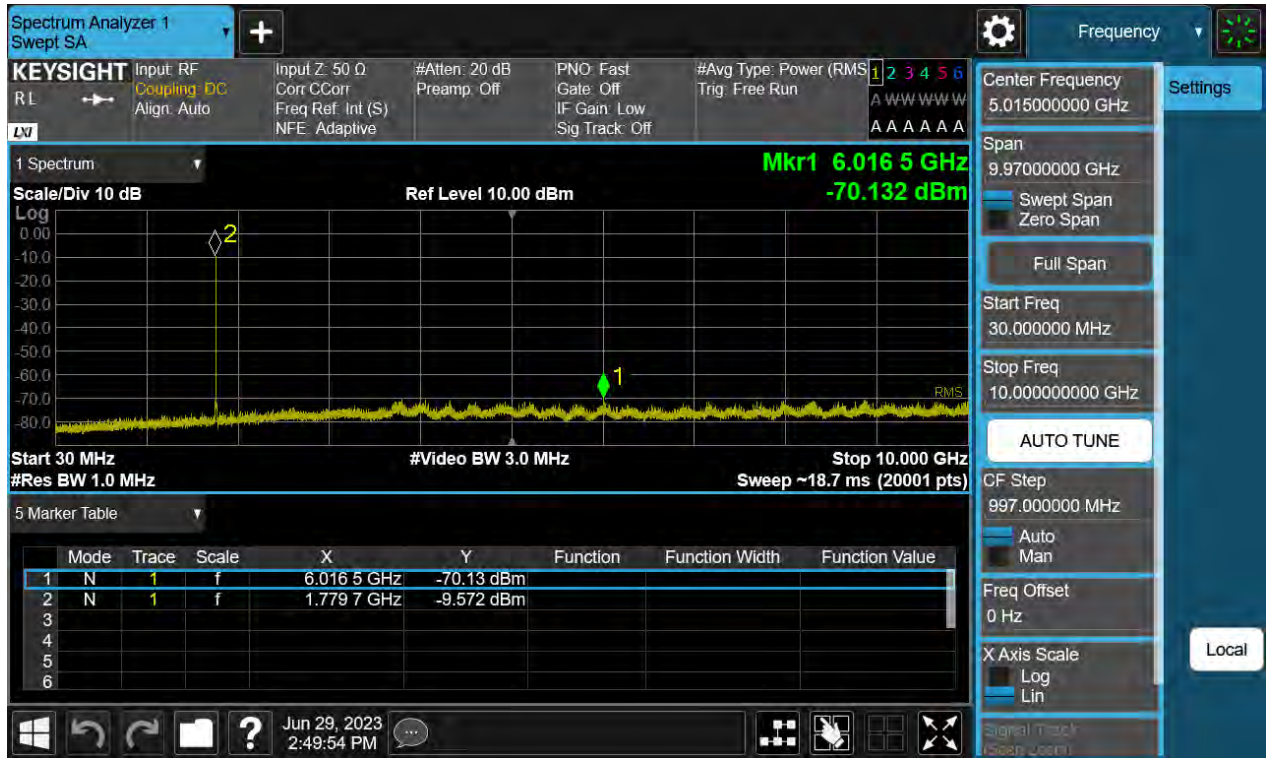 Spectrum Analyzer 1
Swept SA
+
Frequency
KEYSIGHT
RL
LXI
Input: RF
Coupling: DC
Align: Auto
Input Z: 50 Ω
Corr CCorr
Freq Ref: Int (S)
NFE: Adaptive
#Atten: 20 dB
Preamp: Off
PNO: Fast
Gate: Off
IF Gain: Low
Sig Track: Off
#Avg Type: Power (RMS
Trig: Free Run
1 2 3 4 5 6
A W W W W W
A A A A A A
1 Spectrum
Mkr1 6.016 5 GHz
-70.132 dBm
Scale/Div 10 dB
Ref Level 10.00 dBm
Log
0.00
-10.0
-20.0
-30.0
-40.0
-50.0
-60.0
-70.0
-80.0
2
1
RMS
Start 30 MHz
#Video BW 3.0 MHz
Stop 10.000 GHz
#Res BW 1.0 MHz
Sweep ~18.7 ms (20001 pts)
5 Marker Table
Mode Trace Scale X Y Function Function Width Function Value
1 N 1 f 6.016 5 GHz -70.13 dBm
2 N 1 f 1.779 7 GHz -9.572 dBm
3
4
5
6
?
Jun 29, 2023
2:49:54 PM
Center Frequency
5.015000000 GHz
Span
9.97000000 GHz
Swept Span
Zero Span
Full Span
Start Freq
30.000000 MHz
Stop Freq
10.000000000 GHz
AUTO TUNE
CF Step
997.000000 MHz
Auto
Man
Freq Offset
0 Hz
X Axis Scale
Log
Lin
Signal Track
(Span Zoom)
Settings
Local